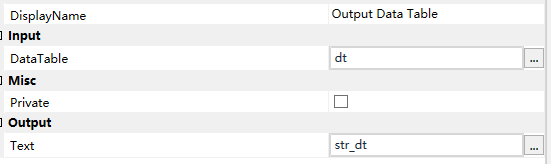 DisplayName Output Data Table
Input
DataTable dt ...
Misc
Private
Output
Text str_dt ...